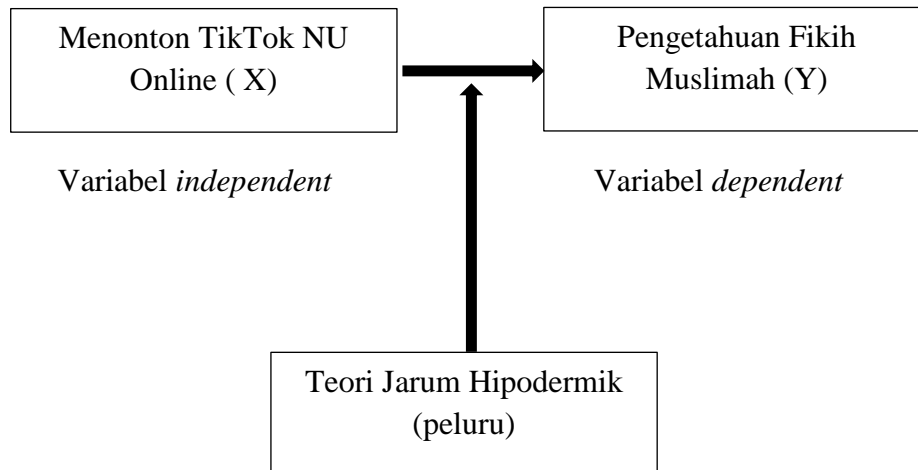 Menonton TikTok NU
Online ( X)
Pengetahuan Fikih
Muslimah (Y)
Variabel independent
Variabel dependent
Teori Jarum Hipodermik
(peluru)